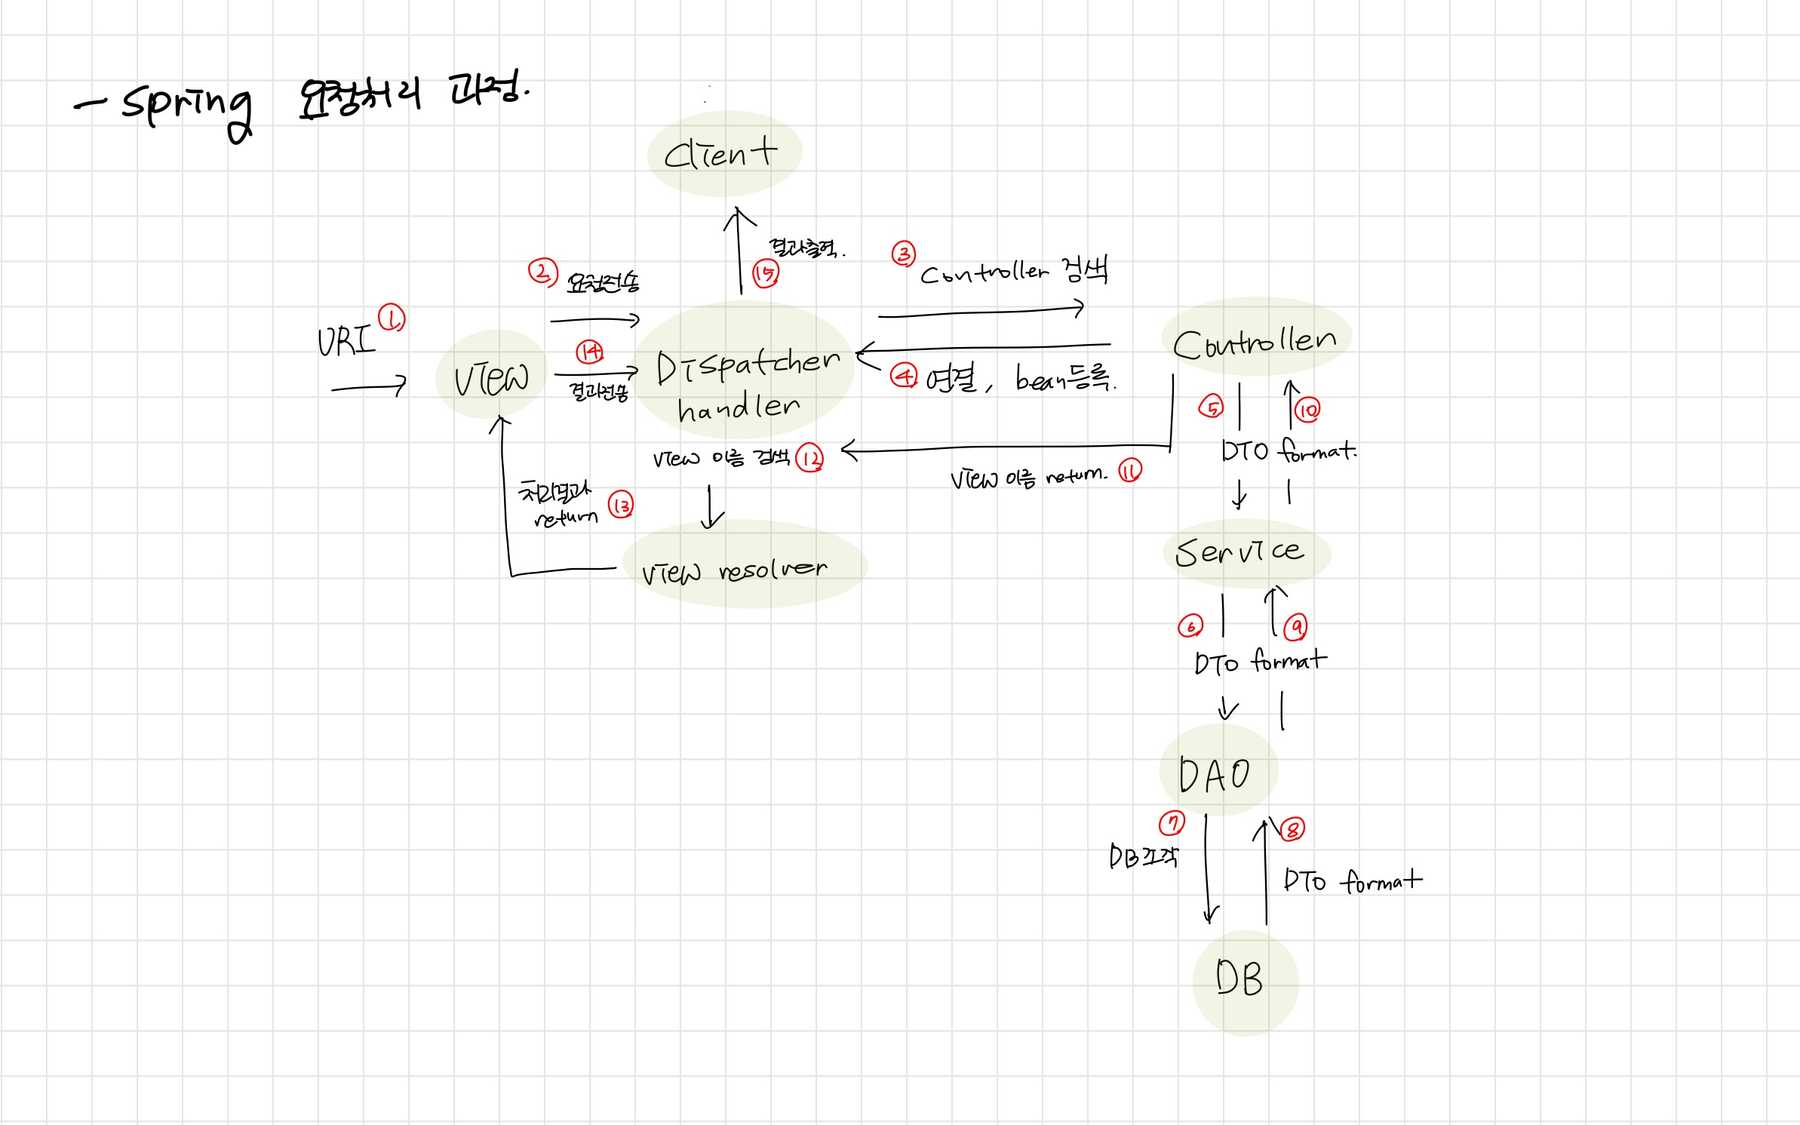 - Spring 요청처리 과정.
Client
결과출력.
⑮
③
Controller 검색
② 요청전송
URI ①
View
⑭
결과전송
Dispatcher
handler
④ 연결, bean등록.
Controller
⑤ ⑩
DTO format.
View 이름 검색 ⑫
View 이름 return. ⑪
처리결과
return ⑬
View resolver
Service
⑥ ⑨
DTO format
DAO
⑦ ⑧
DB조작
DTO format
DB